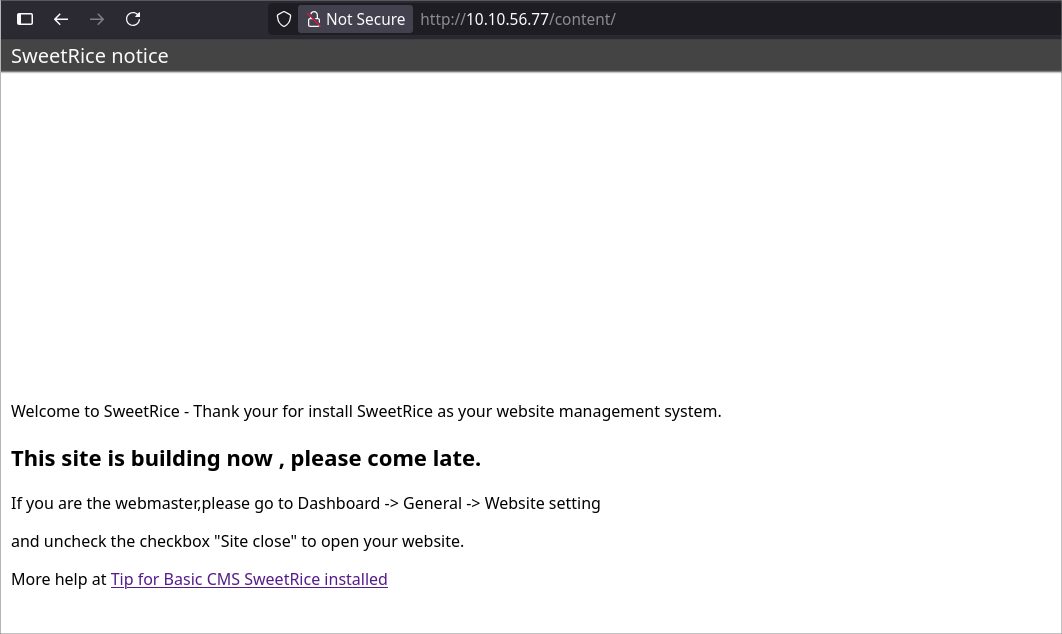 Not Secure http://10.10.56.77/content/
SweetRice notice
Welcome to SweetRice - Thank your for install SweetRice as your website management system.
This site is building now , please come late.
If you are the webmaster,please go to Dashboard -> General -> Website setting
and uncheck the checkbox "Site close" to open your website.
More help at Tip for Basic CMS SweetRice installed